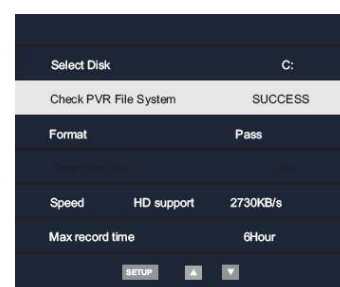 Select Disk C:
Check PVR File System SUCCESS
Format Pass
Speed HD support 2730KB/s
Max record time 6Hour
SETUP